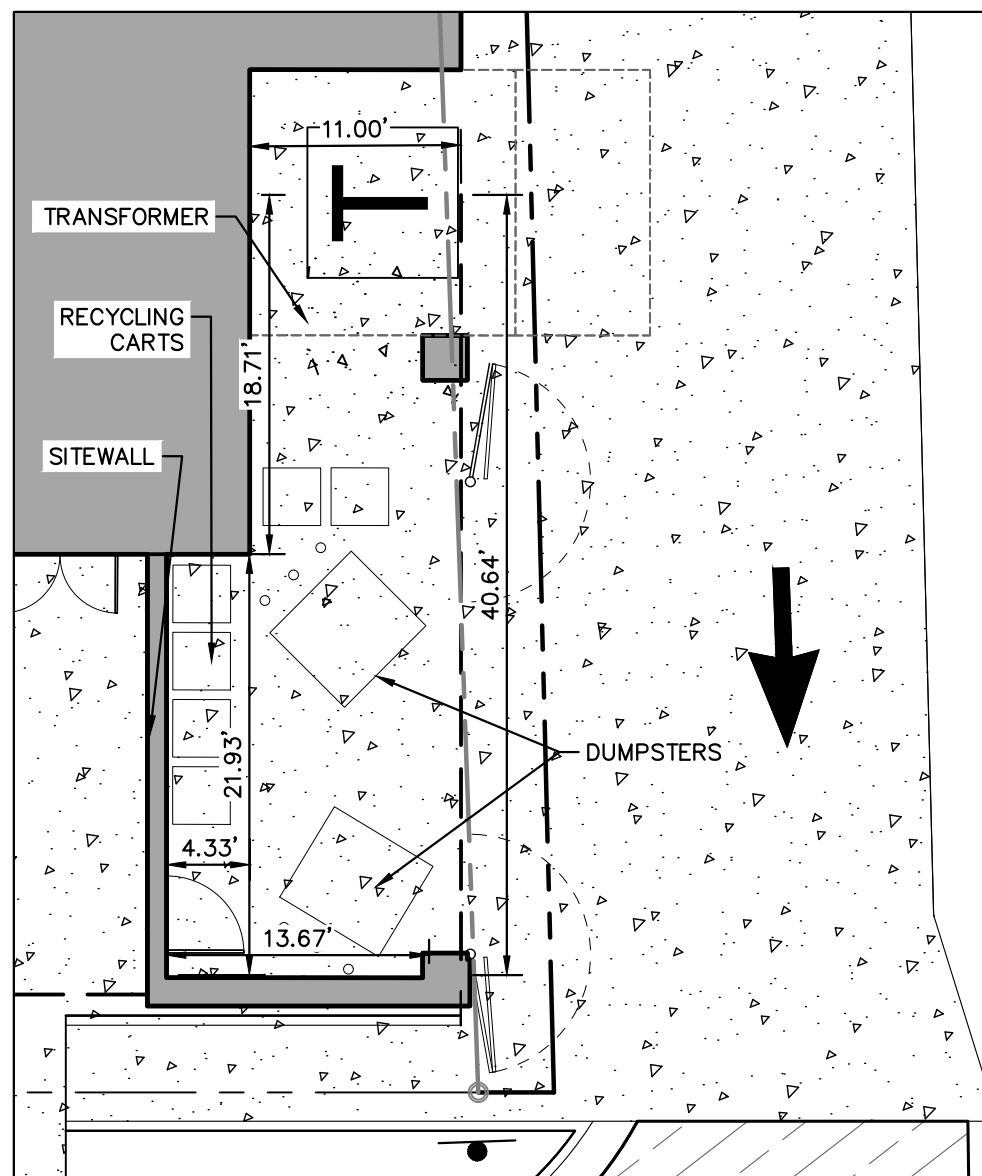 11.00'
T
TRANSFORMER
RECYCLING
CARTS
18.71'
SITEWALL
40.64'
DUMPSTERS
21.93'
4.33'
13.67'